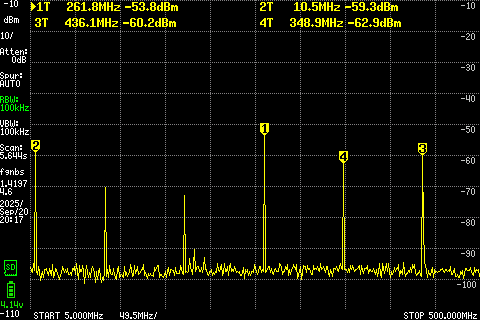 -10 ▶1T 261.8MHz -53.8dBm 2T 10.5MHz -59.3dBm -10
dBm 3T 436.1MHz -60.2dBm 4T 348.9MHz -62.9dBm
10/ -20
Atten:
0dB -30
Spur:
AUTO
RBW: -40
100kHz
VBW: 1
100kHz -50
Scan: 2 4 3
5.644s -60
fgnbs
1.4197 -70
4.6
2025/
Sep/20 -80
20:17
-90
SD -100
4.14v
-110 START 5.000MHz 49.5MHz/ STOP 500.000MHz